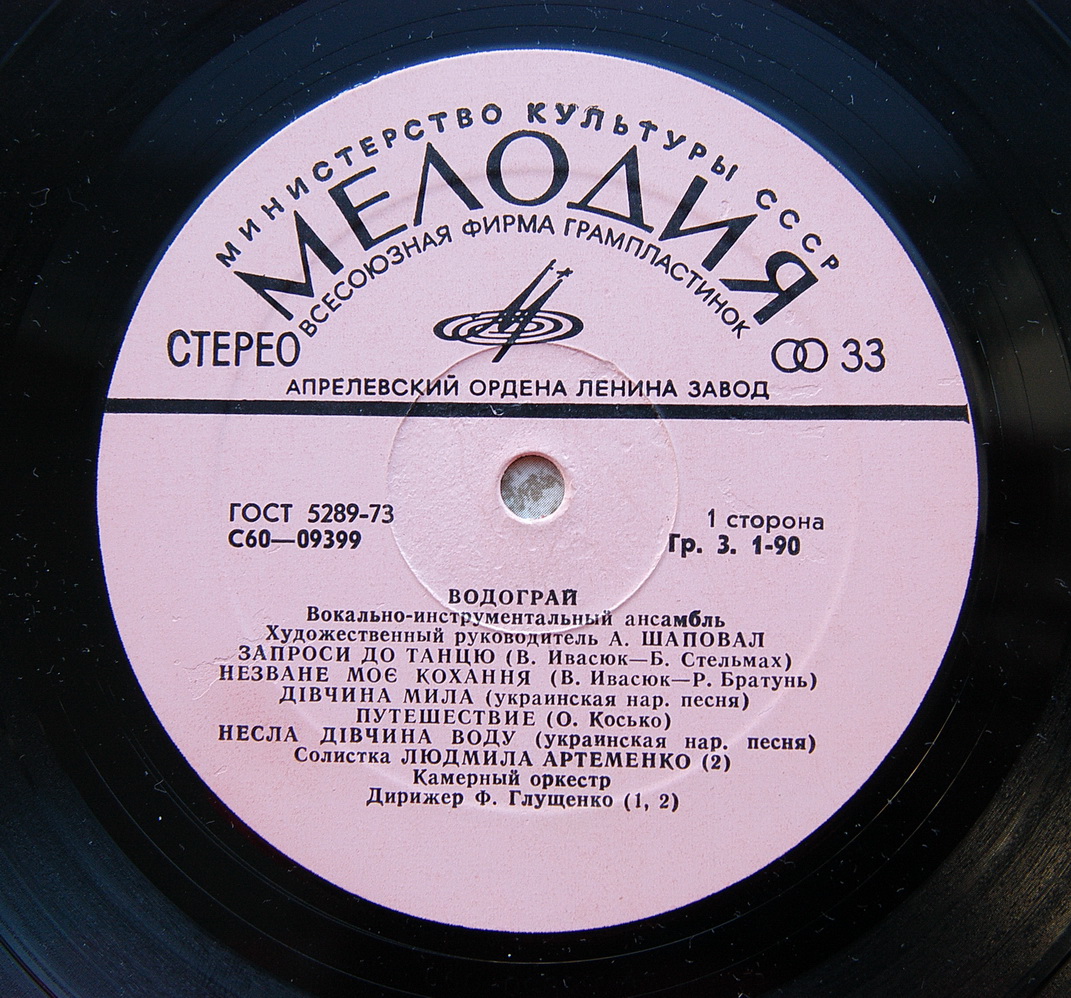 МИНИСТЕРСТВО КУЛЬТУРЫ СССР
МЕЛОДИЯ
ВСЕСОЮЗНАЯ ФИРМА ГРАМПЛАСТИНОК
СТЕРЕО
33
АПРЕЛЕВСКИЙ ОРДЕНА ЛЕНИНА ЗАВОД
ГОСТ 5289-73
С60—09399
1 сторона
Гр. 3. 1-90
ВОДОГРАЙ
Вокально-инструментальный ансамбль
Художественный руководитель А. ШАПОВАЛ
ЗАПРОСИ ДО ТАНЦЮ (В. Ивасюк—Б. Стельмах)
НЕЗВАНЕ МОЄ КОХАННЯ (В. Ивасюк—Р. Братунь)
ДІВЧИНА МИЛА (украинская нар. песня)
ПУТЕШЕСТВИЕ (О. Косько)
НЕСЛА ДІВЧИНА ВОДУ (украинская нар. песня)
Солистка ЛЮДМИЛА АРТЕМЕНКО (2)
Камерный оркестр
Дирижер Ф. Глущенко (1, 2)